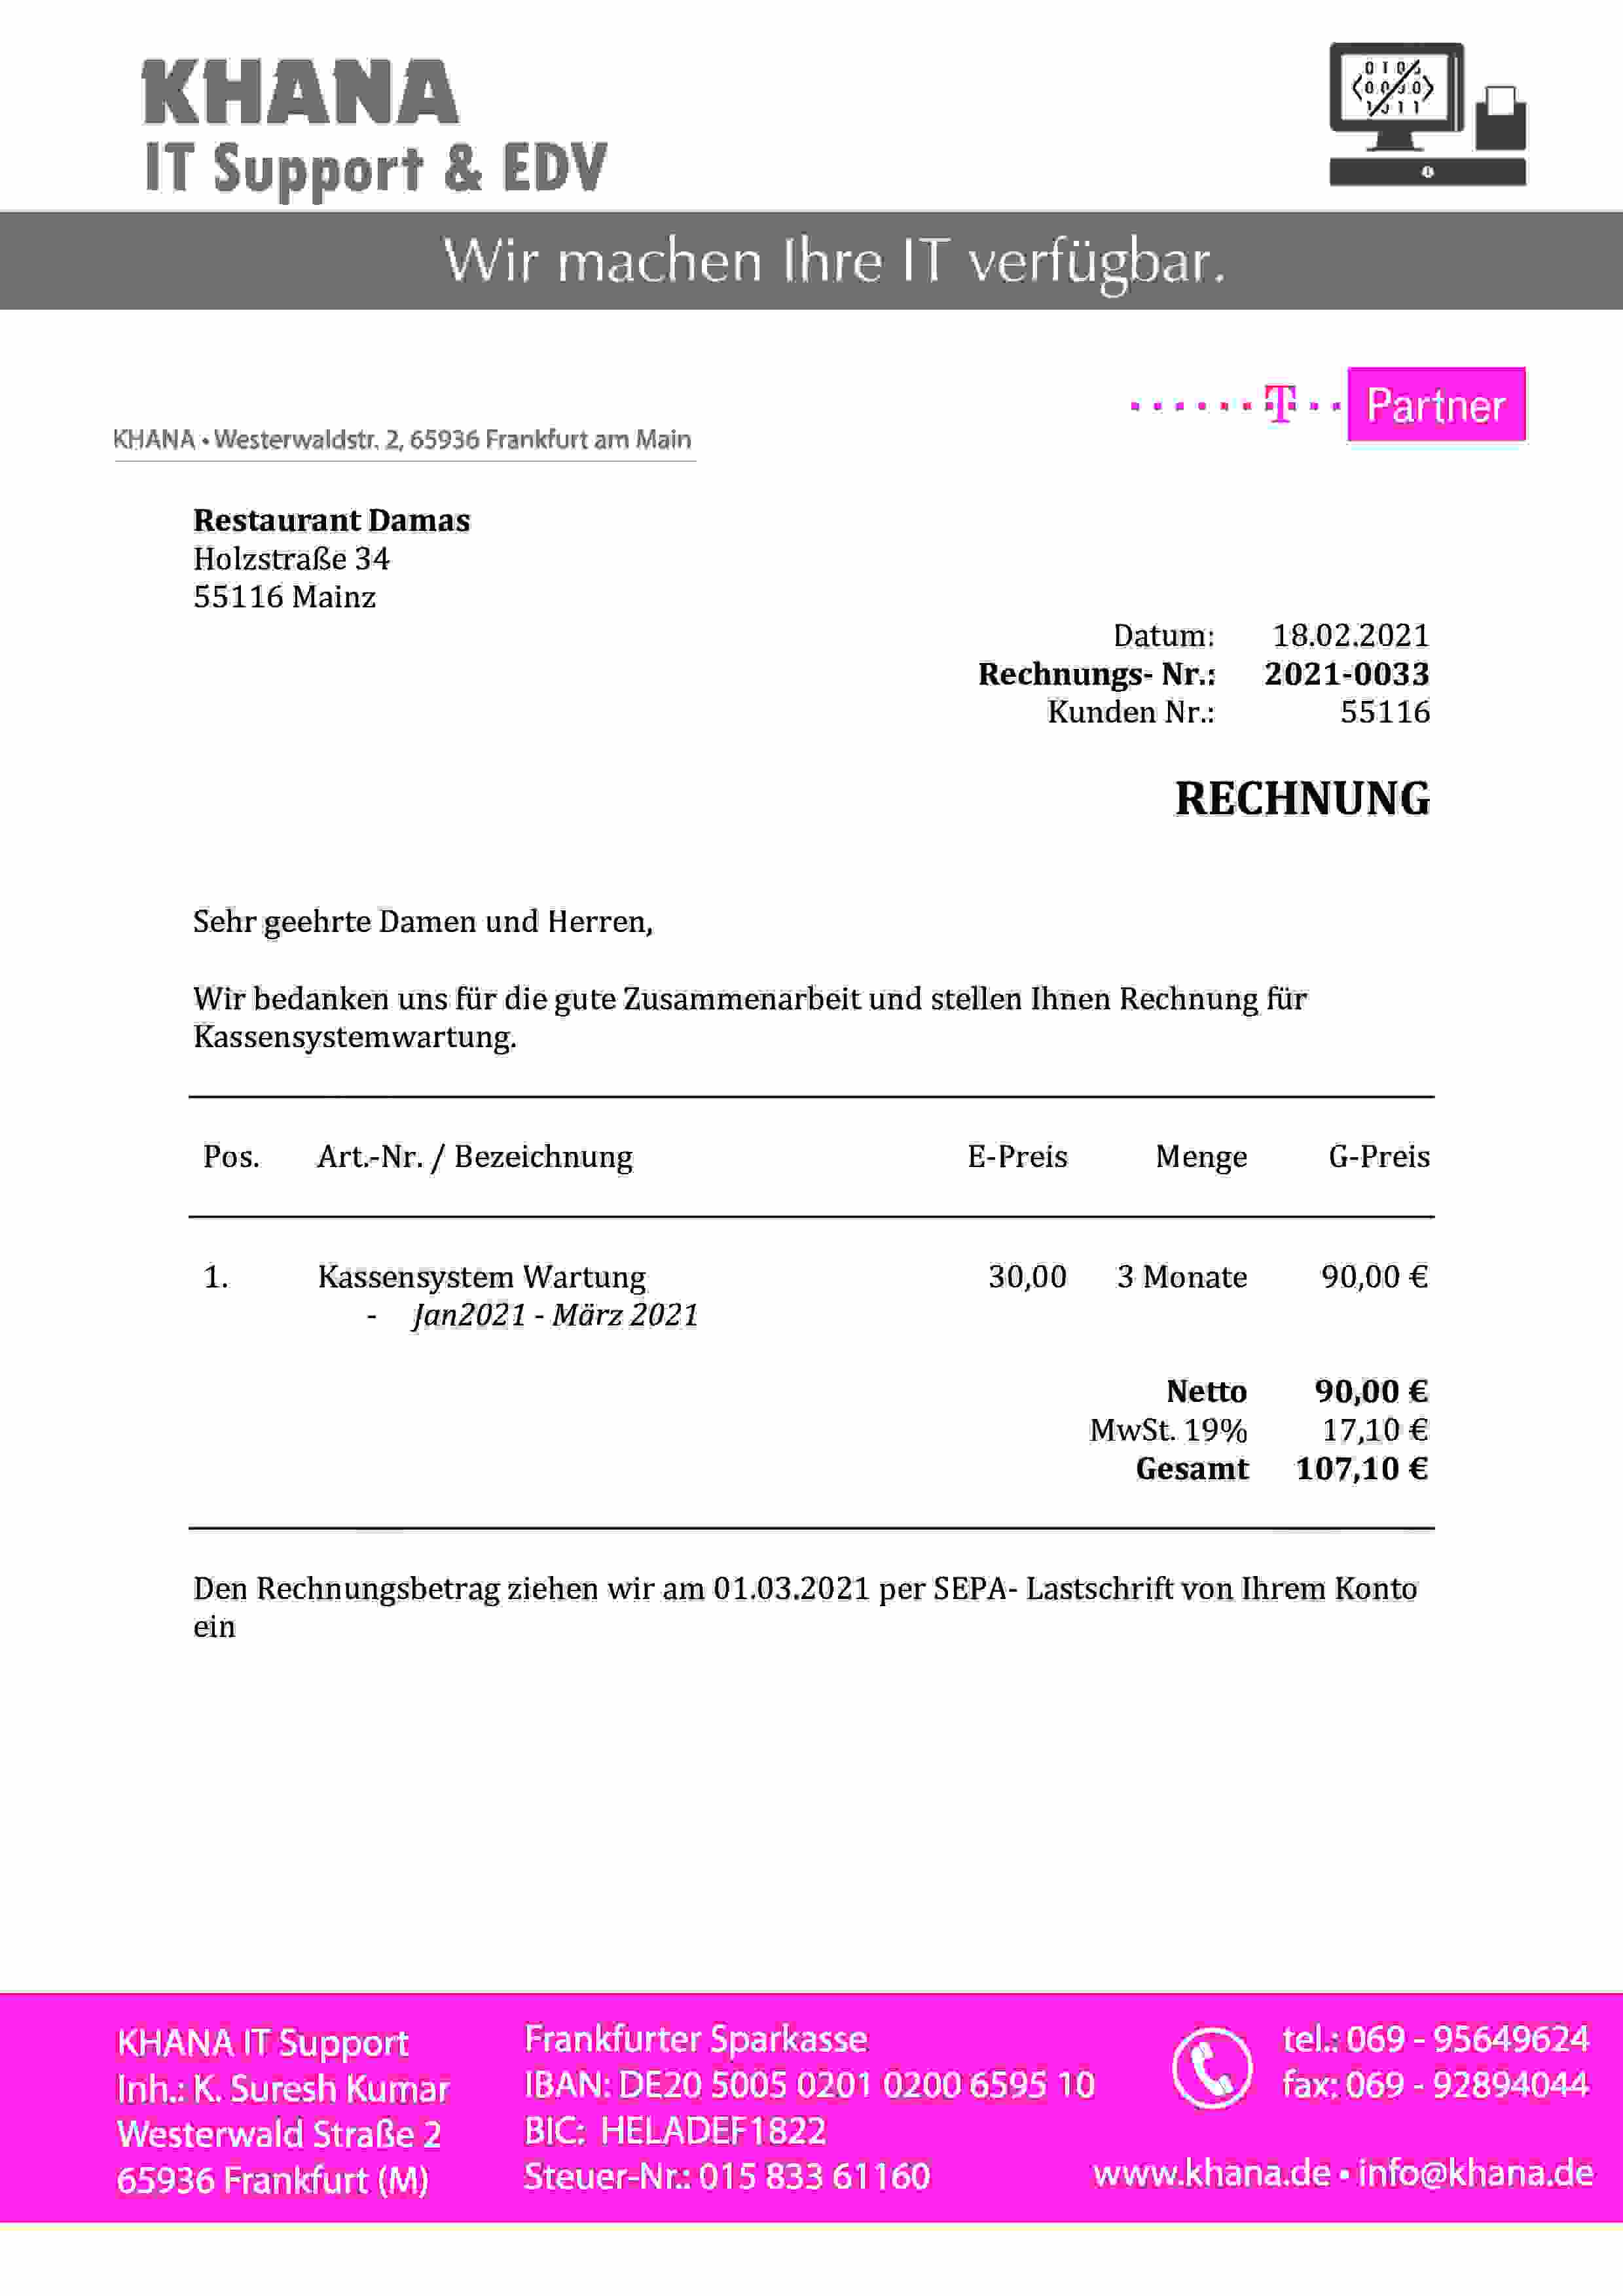 KHANA
IT Support & EDV
Wir machen Ihre IT verfügbar.
T Partner
KHANA • Westerwaldstr. 2, 65936 Frankfurt am Main
Restaurant Damas
Holzstraße 34
55116 Mainz
Datum: 18.02.2021
Rechnungs- Nr.: 2021-0033
Kunden Nr.: 55116
RECHNUNG
Sehr geehrte Damen und Herren,
Wir bedanken uns für die gute Zusammenarbeit und stellen Ihnen Rechnung für
Kassensystemwartung.
Pos. Art.-Nr. / Bezeichnung E-Preis Menge G-Preis
1. Kassensystem Wartung 30,00 3 Monate 90,00 €
- Jan2021 - März 2021
Netto 90,00 €
MwSt. 19% 17,10 €
Gesamt 107,10 €
Den Rechnungsbetrag ziehen wir am 01.03.2021 per SEPA- Lastschrift von Ihrem Konto
ein
KHANA IT Support
Inh.: K. Suresh Kumar
Westerwald Straße 2
65936 Frankfurt (M)
Frankfurter Sparkasse
IBAN: DE20 5005 0201 0200 6595 10
BIC: HELADEF1822
Steuer-Nr.: 015 833 61160
tel.: 069 - 95649624
fax: 069 - 92894044
www.khana.de • info@khana.de